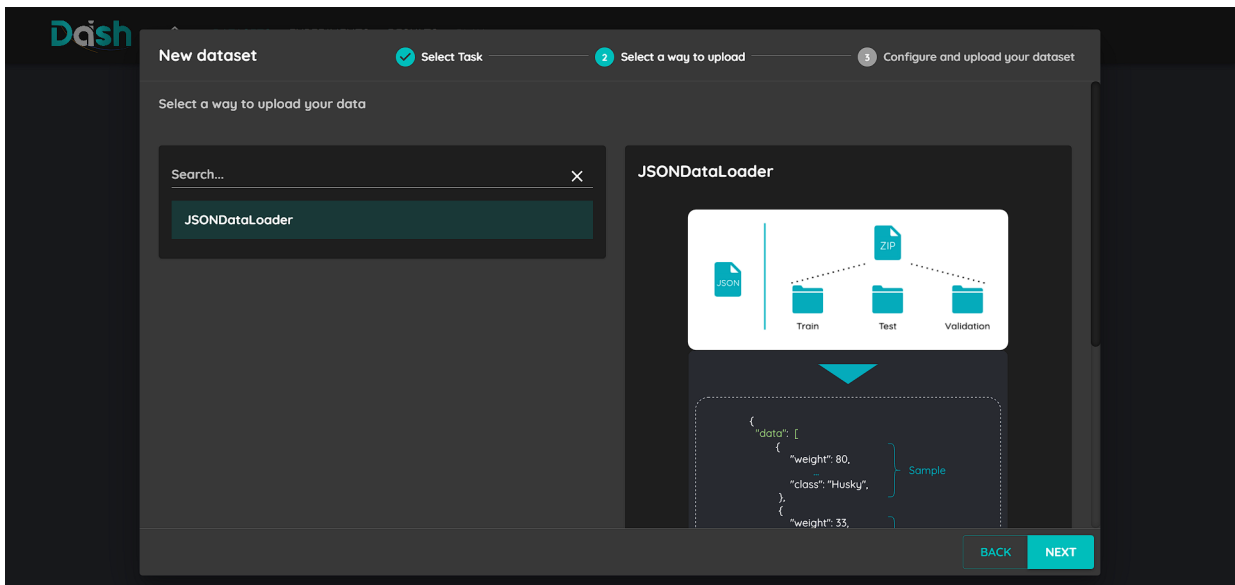 Dash
New dataset
Select Task
2 Select a way to upload
3 Configure and upload your dataset
Select a way to upload your data
Search...
JSONDataLoader
JSONDataLoader
ZIP
JSON
Train Test Validation
{
"data": [
{
"weight": 80,
"class": "Husky",
},
{
"weight": 33,
Sample
BACK NEXT